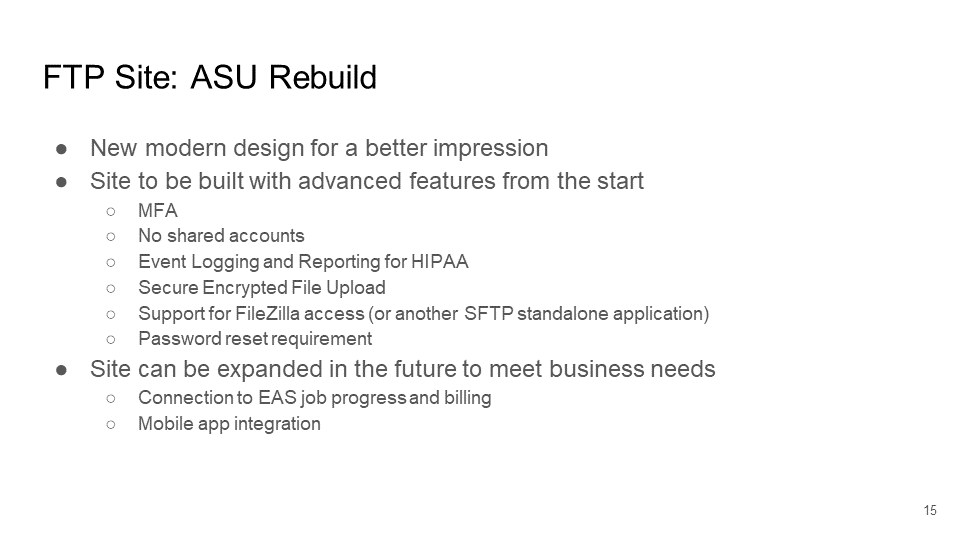 FTP Site: ASU Rebuild
● New modern design for a better impression
● Site to be built with advanced features from the start
○ MFA
○ No shared accounts
○ Event Logging and Reporting for HIPAA
○ Secure Encrypted File Upload
○ Support for FileZilla access (or another SFTP standalone application)
○ Password reset requirement
● Site can be expanded in the future to meet business needs
○ Connection to EAS job progress and billing
○ Mobile app integration
15